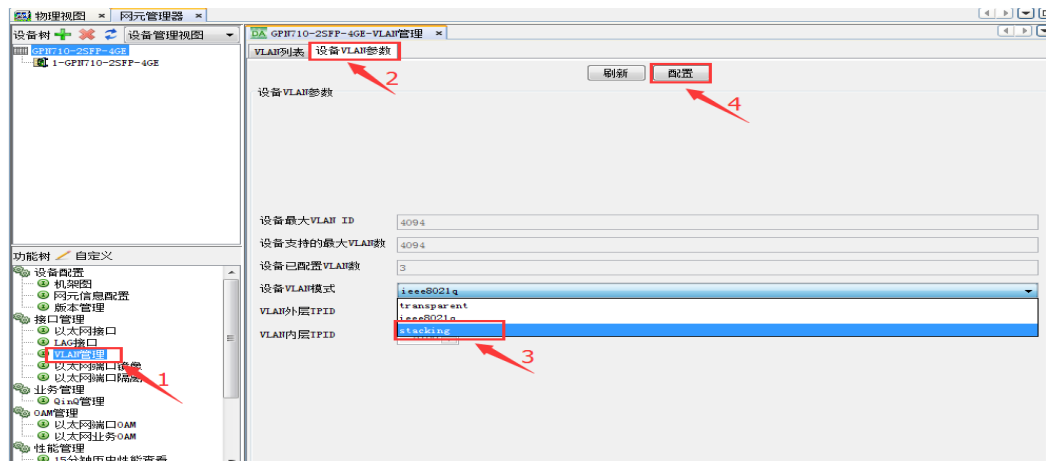 物理视图 × 网元管理器 ×
设备树 设备管理视图
GPN710-2SFP-4GE
1-GPN710-2SFP-4GE
功能树 自定义
设备配置
机架图
网元信息配置
版本管理
接口管理
以太网接口
LAG接口
VLAN管理
以太网端口镜像
以太网端口隔离
1
业务管理
QinQ管理
OAM管理
以太网端口OAM
以太网业务OAM
性能管理
15分钟历史性能查看
DA GPN710-2SFP-4GE-VLAN管理 ×
VLAN列表 设备VLAN参数
2
刷新 配置
4
设备VLAN参数
设备最大VLAN ID 4094
设备支持的最大VLAN数 4094
设备已配置VLAN数 3
设备VLAN模式 ieee8021q
transparent
VLAN外层TPID ieee8021q
stacking
VLAN内层TPID
3